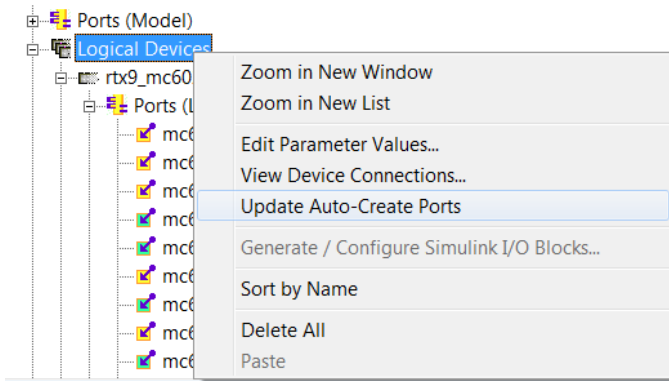 Ports (Model)
Logical Devices
rtx9_mc60
Ports (L
mc6
mc6
mc6
mc6
mc6
mc6
mc6
mc6
mc6
Zoom in New Window
Zoom in New List
Edit Parameter Values...
View Device Connections...
Update Auto-Create Ports
Generate / Configure Simulink I/O Blocks...
Sort by Name
Delete All
Paste